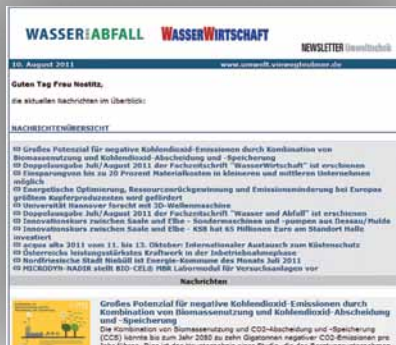 WASSER UND ABFALL WASSERWIRTSCHAFT
NEWSLETTER Umwelttechnik
10. August 2011 www.umwelt.viewegteubner.de
Guten Tag Frau Nostitz,
die aktuellen Nachrichten im Überblick:
NACHRICHTENÜBERSICHT
Großes Potenzial für negative Kohlendioxid-Emissionen durch Kombination von
Biomassenutzung und Kohlendioxid-Abscheidung und -Speicherung
Doppelausgabe Juli/August 2011 der Fachzeitschrift "WasserWirtschaft" ist erschienen
Einsparungen bis zu 20 Prozent Materialkosten in kleineren und mittleren Unternehmen
möglich
Energetische Optimierung, Ressourcenrückgewinnung und Emissionsminderung bei Europas
größtem Kupferproduzenten wird gefördert
Universität Hannover forscht mit 3D-Wellenmaschine
Doppelausgabe Juli/August 2011 der Fachzeitschrift "Wasser und Abfall" ist erschienen
Innovationskurs zwischen Saale und Elbe - Sondermaschinen und -pumpen aus Dessau/Mulde
Innovationskurs zwischen Saale und Elbe - KSB hat 65 Millionen Euro am Standort Halle
investiert
acqua alta 2011 vom 11. bis 13. Oktober: Internationaler Austausch zum Küstenschutz
Österreichs leistungsstärkstes Kraftwerk in der Inbetriebnahmephase
Nordfriesische Stadt Niebüll ist Energie-Kommune des Monats Juli 2011
MICRODYN-NADIR stellt BIO-CEL® MBR Labormodul für Versuchsanlagen vor
Nachrichten
Großes Potenzial für negative Kohlendioxid-Emissionen durch
Kombination von Biomassenutzung und Kohlendioxid-Abscheidung
und -Speicherung
Die Kombination von Biomassenutzung und CO2-Abscheidung und -Speicherung
(CCS) könnte bis zum Jahr 2050 zu zehn Gigatonnen negativer CO2-Emissionen pro